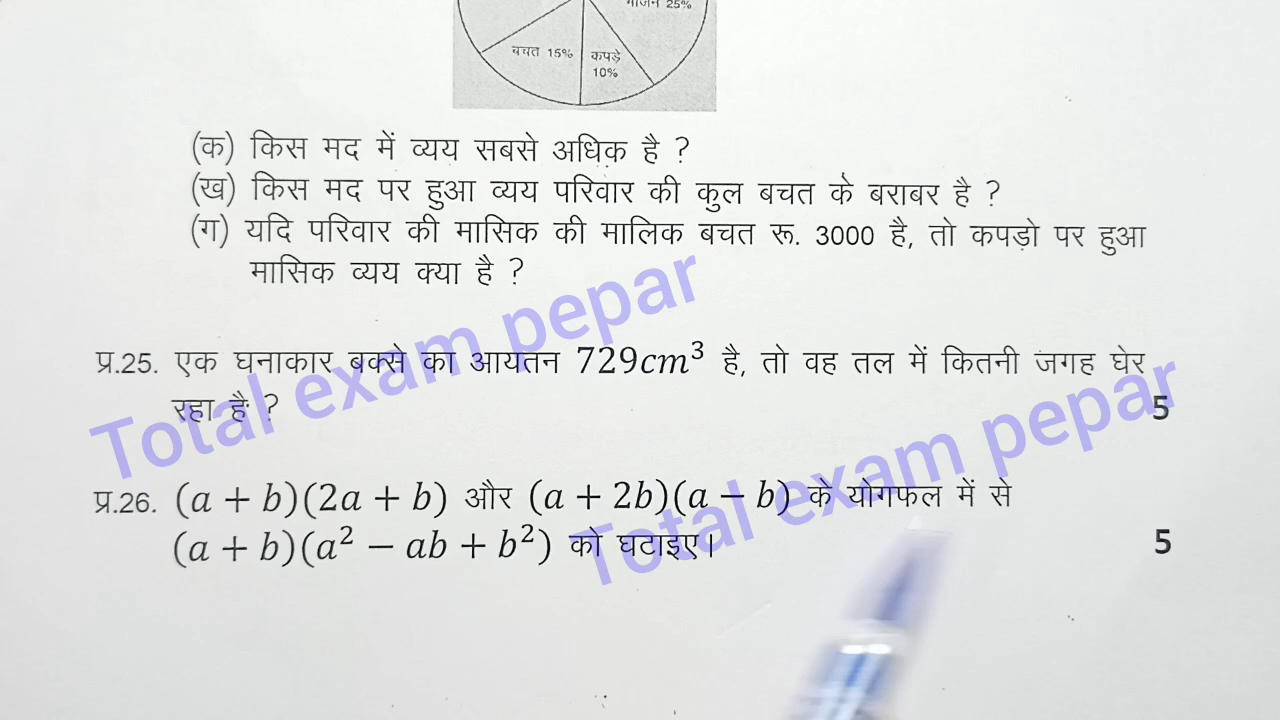 भोजन 25%
बचत 15%
कपड़े
10%
(क) किस मद में व्यय सबसे अधिक है ?
(ख) किस मद पर हुआ व्यय परिवार की कुल बचत के बराबर है ?
(ग) यदि परिवार की मासिक की मालिक बचत रू. 3000 है, तो कपड़ो पर हुआ
मासिक व्यय क्या है ?
प्र.25. एक घनाकार बक्से का आयतन 729cm³ है, तो वह तल में कितनी जगह घेर
रहा है ? 5
प्र.26. (a + b)(2a + b) और (a + 2b)(a − b) के योगफल में से
(a + b)(a² − ab + b²) को घटाइए। 5
Total exam pepar
Total exam pepar